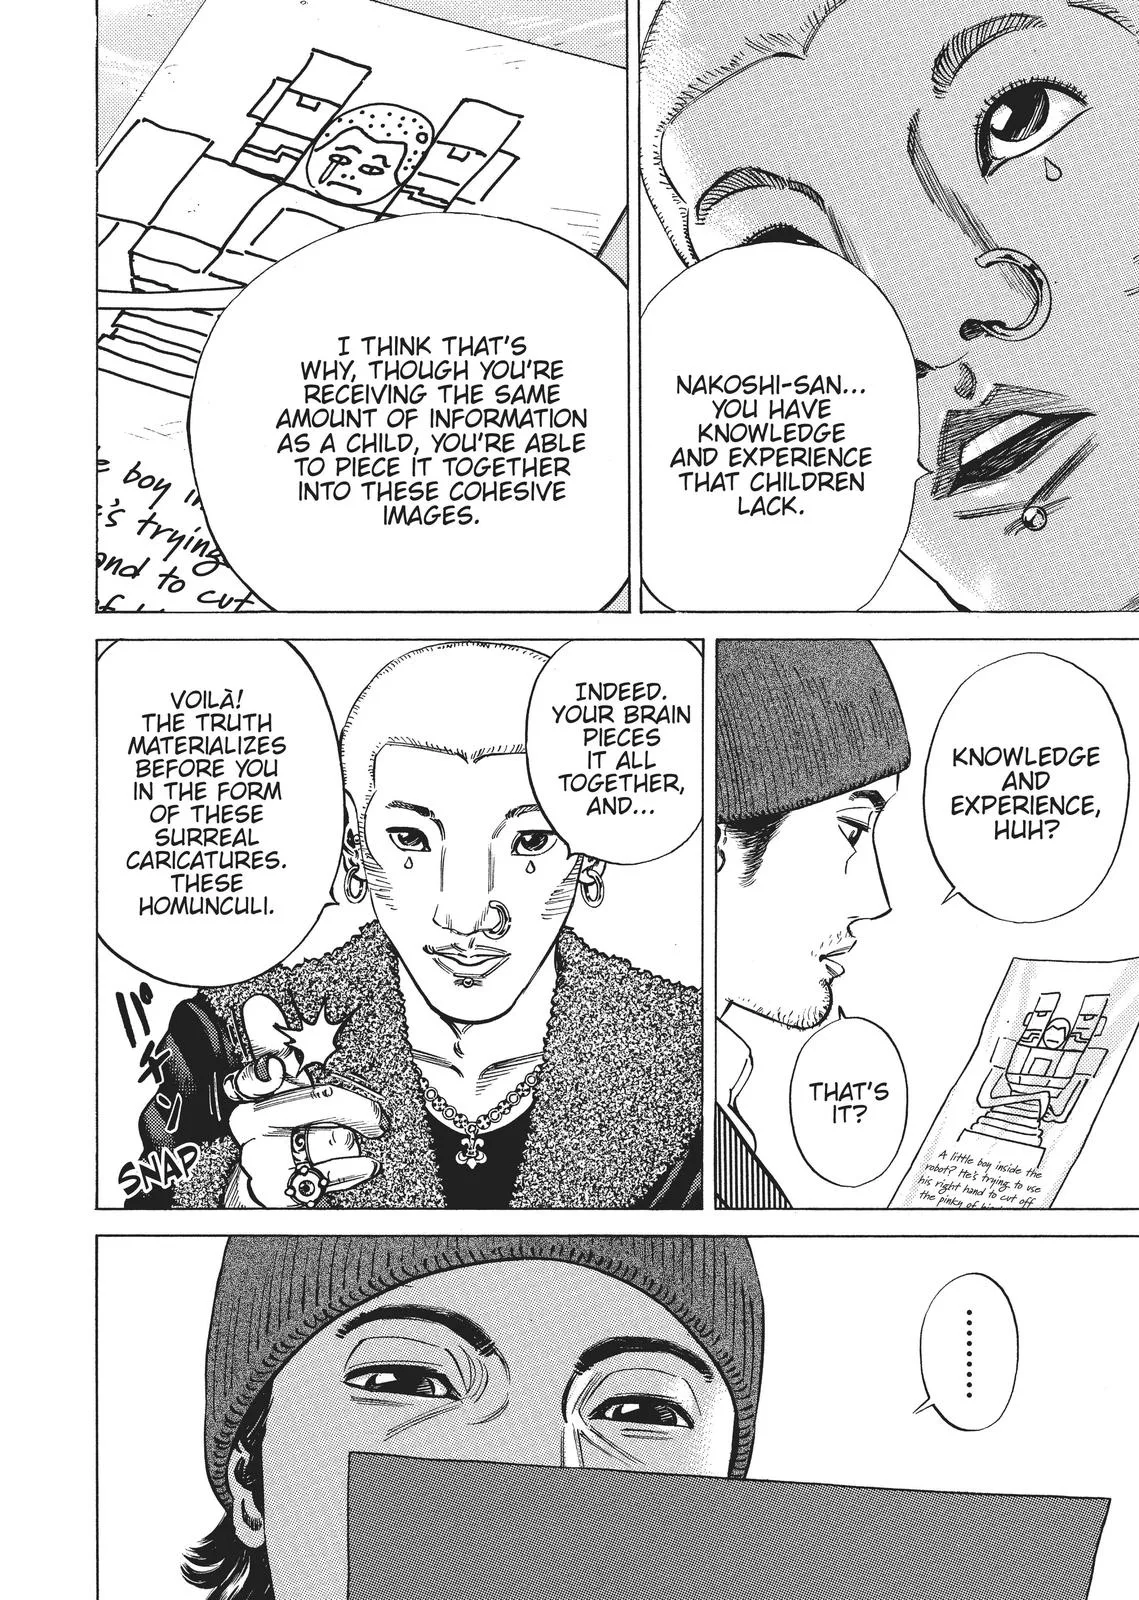 NAKOSHI-SAN...
YOU HAVE
KNOWLEDGE
AND EXPERIENCE
THAT CHILDREN
LACK.
I THINK THAT'S
WHY, THOUGH YOU'RE
RECEIVING THE SAME
AMOUNT OF INFORMATION
AS A CHILD, YOU'RE ABLE
TO PIECE IT TOGETHER
INTO THESE COHESIVE
IMAGES.
boy
's trying
and to
cut
KNOWLEDGE
AND
EXPERIENCE,
HUH?
THAT'S
IT?
A little boy inside the
robot? He's trying to use
his right hand to cut off
the pinky of
INDEED.
YOUR BRAIN
PIECES
IT ALL
TOGETHER,
AND...
VOILÀ!
THE TRUTH
MATERIALIZES
BEFORE YOU
IN THE FORM
OF THESE
SURREAL
CARICATURES.
THESE
HOMUNCULI.
パチン
SNAP
.........